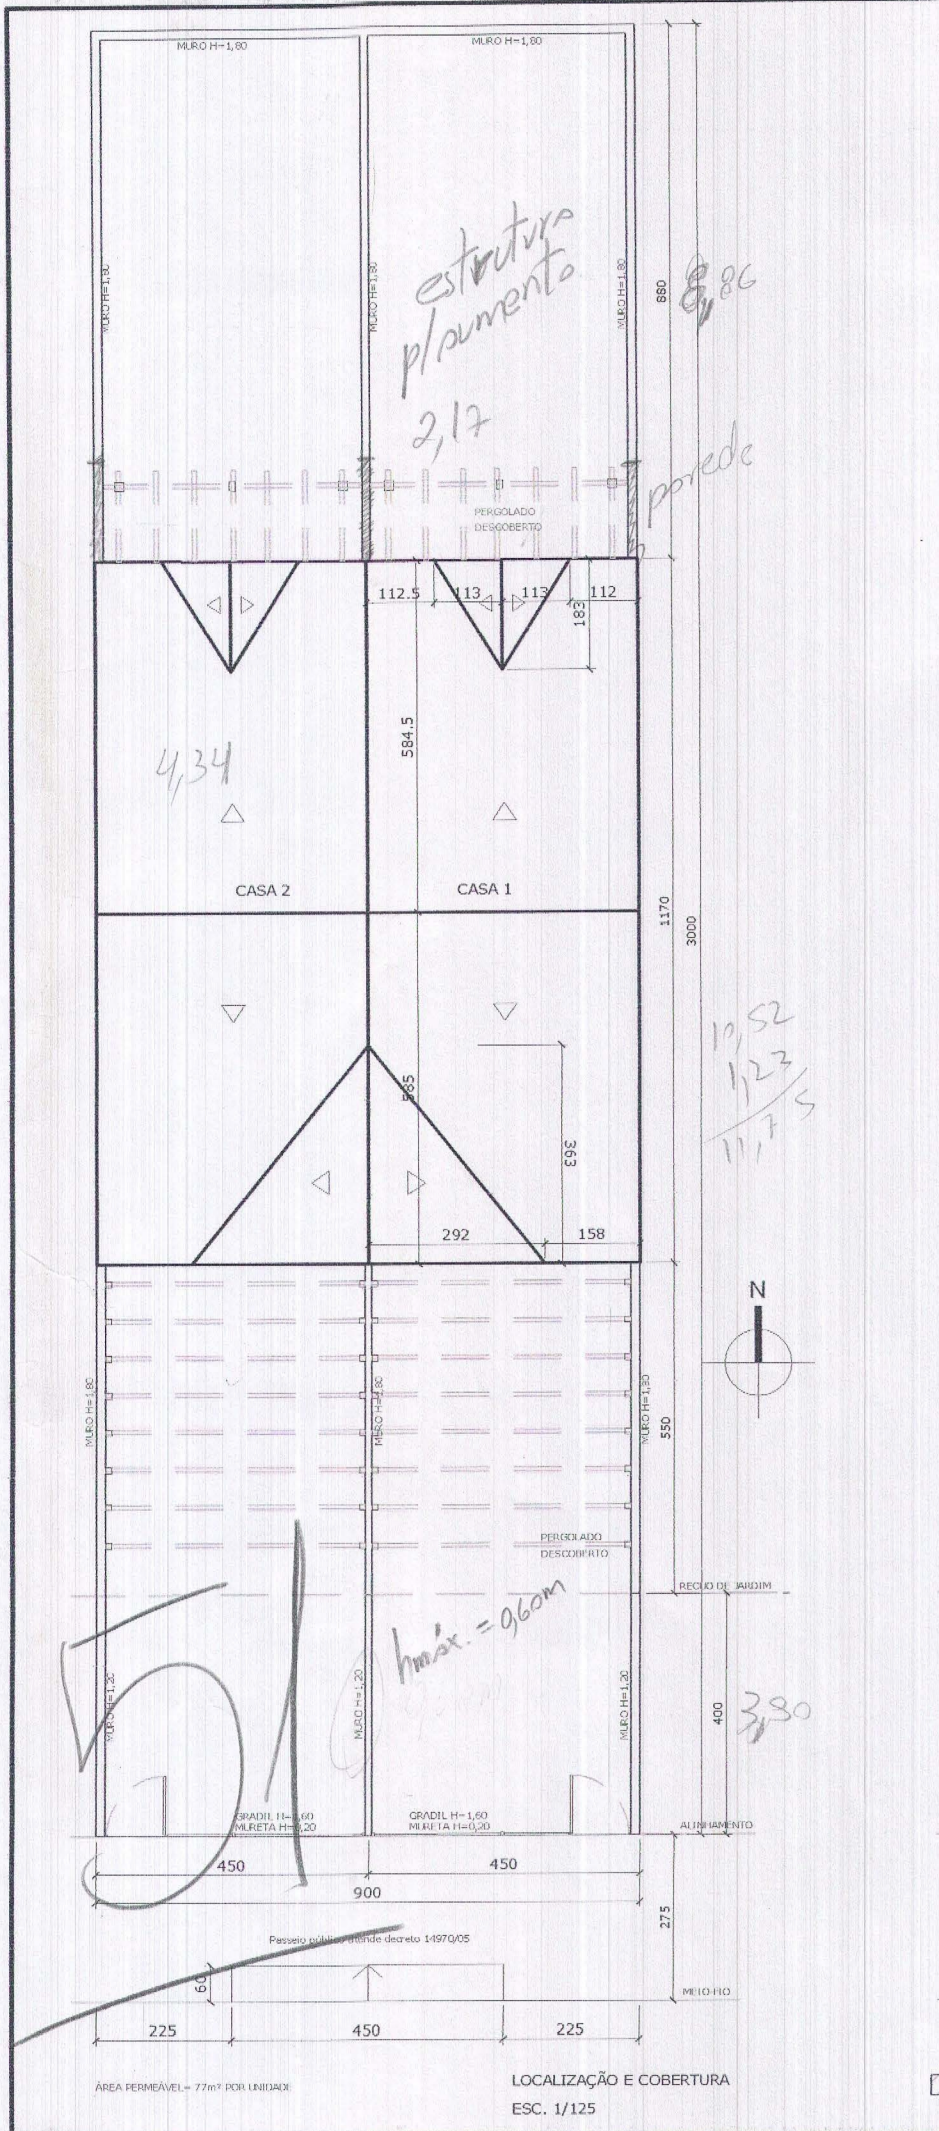 MURO H=1,80
MURO H=1,80
MURO H=1,80
MURO H=1,80
MURO H=1,80
estrutura
p/aumento
2,17
880
8,86
parede
PERGOLADO
DESCOBERTO
112.5
113
113
112
183
584.5
4,34
CASA 2
CASA 1
1170
3000
10,52
1,23
11,75
585
363
292
158
N
MURO H=1,80
MURO H=1,80
MURO H=1,80
550
PERGOLADO
DESCOBERTO
RECUO DE JARDIM
hmáx. = 0,60m
51
MURO H=1,20
MURO H=1,20
MURO H=1,20
400
3,90
GRADIL H=1,60
MURETA H=0,20
GRADIL H=1,60
MURETA H=0,20
ALINHAMENTO
450
450
900
275
Passeio público atende decreto 14970/05
60
MEIO-FIO
225
450
225
ÁREA PERMEÁVEL= 77m² POR UNIDADE
LOCALIZAÇÃO E COBERTURA
ESC. 1/125